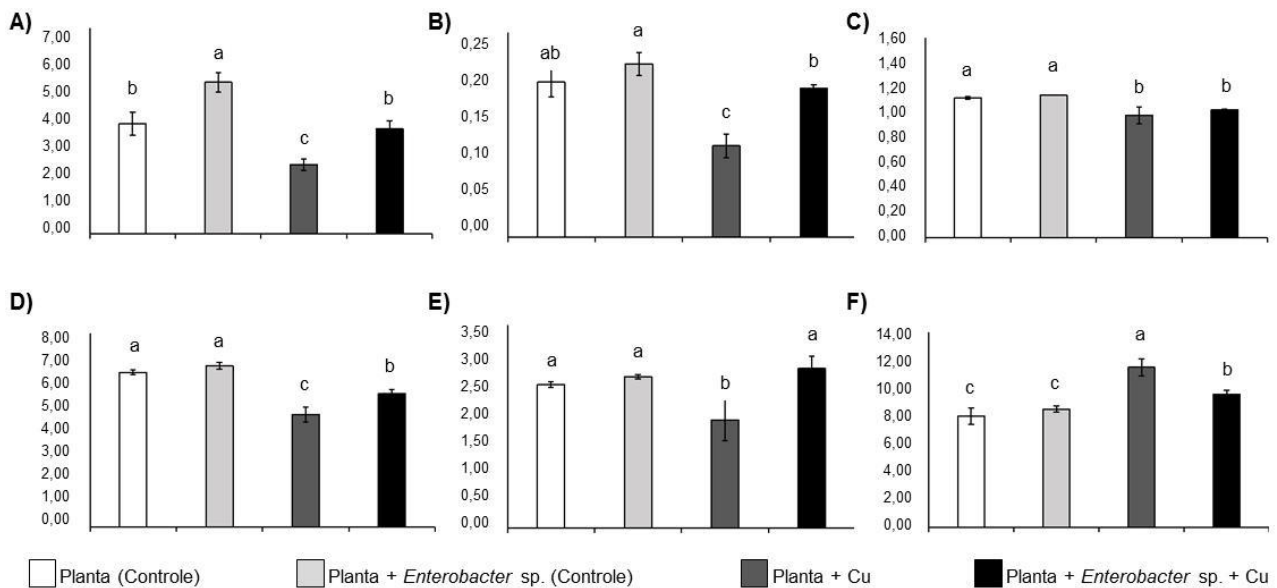 A)
7,00
6,00
5,00
4,00
3,00
2,00
1,00
0,00
b
a
c
b
B)
0,25
0,20
0,15
0,10
0,05
0,00
ab
a
c
b
C)
1,60
1,40
1,20
1,00
0,80
0,60
0,40
0,20
0,00
a
a
b
b
D)
8,00
7,00
6,00
5,00
4,00
3,00
2,00
1,00
0,00
a
a
c
b
E)
3,50
3,00
2,50
2,00
1,50
1,00
0,50
0,00
a
a
b
a
F)
14,00
12,00
10,00
8,00
6,00
4,00
2,00
0,00
c
c
a
b
Planta (Controle)
Planta + Enterobacter sp. (Controle)
Planta + Cu
Planta + Enterobacter sp. + Cu